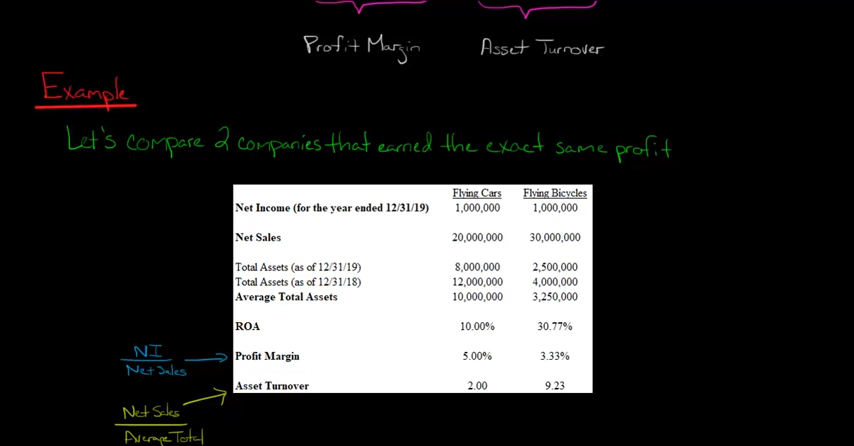 Profit Margin Asset Turnover
Example
Let's compare 2 companies that earned the exact same profit
Flying Cars Flying Bicycles
Net Income (for the year ended 12/31/19) 1,000,000 1,000,000
Net Sales 20,000,000 30,000,000
Total Assets (as of 12/31/19) 8,000,000 2,500,000
Total Assets (as of 12/31/18) 12,000,000 4,000,000
Average Total Assets 10,000,000 3,250,000
ROA 10.00% 30.77%
NI
Net Sales
Profit Margin 5.00% 3.33%
Asset Turnover 2.00 9.23
Net Sales
Average Total